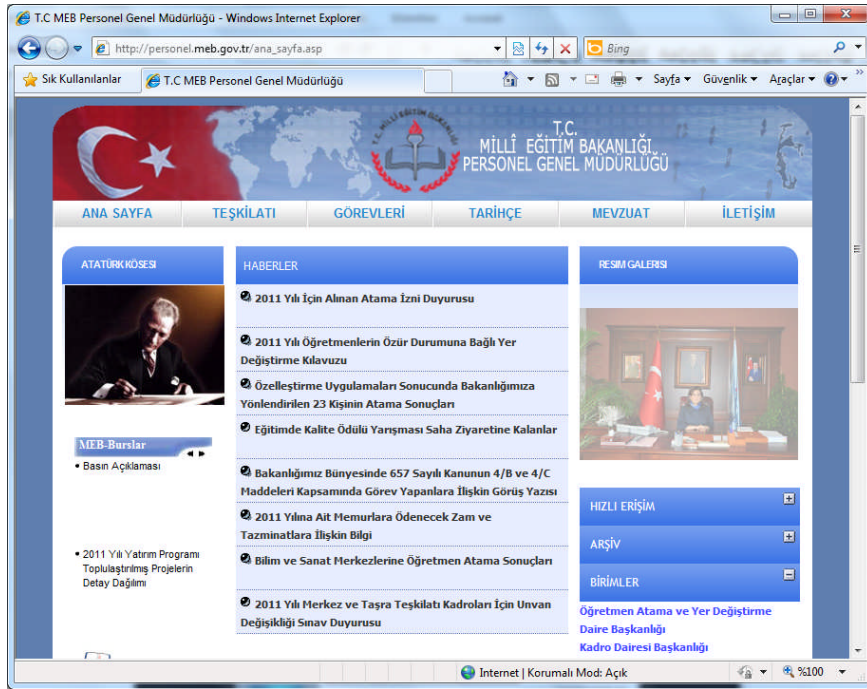 T.C MEB Personel Genel Müdürlüğü - Windows Internet Explorer
http://personel.meb.gov.tr/ana_sayfa.asp
Bing
Sık Kullanılanlar
T.C MEB Personel Genel Müdürlüğü
Sayfa
Güvenlik
Araçlar
T.C.
MİLLÎ EĞİTİM BAKANLIĞI
PERSONEL GENEL MÜDÜRLÜĞÜ
ANA SAYFA
TEŞKİLATI
GÖREVLERİ
TARİHÇE
MEVZUAT
İLETİŞİM
ATATÜRK KÖSESI
MEB-Burslar
• Basın Açıklaması
• 2011 Yılı Yatırım Programı
Toplulaştırılmış Projelerin
Detay Dağılımı
HABERLER
2011 Yılı İçin Alınan Atama İzni Duyurusu
2011 Yılı Öğretmenlerin Özür Durumuna Bağlı Yer
Değiştirme Kılavuzu
Özelleştirme Uygulamaları Sonucunda Bakanlığımıza
Yönlendirilen 23 Kişinin Atama Sonuçları
Eğitimde Kalite Ödülü Yarışması Saha Ziyaretine Kalanlar
Bakanlığımız Bünyesinde 657 Sayılı Kanunun 4/B ve 4/C
Maddeleri Kapsamında Görev Yapanlara İlişkin Görüş Yazısı
2011 Yılına Ait Memurlara Ödenecek Zam ve
Tazminatlara İlişkin Bilgi
Bilim ve Sanat Merkezlerine Öğretmen Atama Sonuçları
2011 Yılı Merkez ve Taşra Teşkilatı Kadroları İçin Unvan
Değişikliği Sınav Duyurusu
RESIM GALERISI
HIZLI ERİŞİM
ARŞİV
BİRİMLER
Öğretmen Atama ve Yer Değiştirme
Daire Başkanlığı
Kadro Dairesi Başkanlığı
Internet | Korumalı Mod: Açık
%100